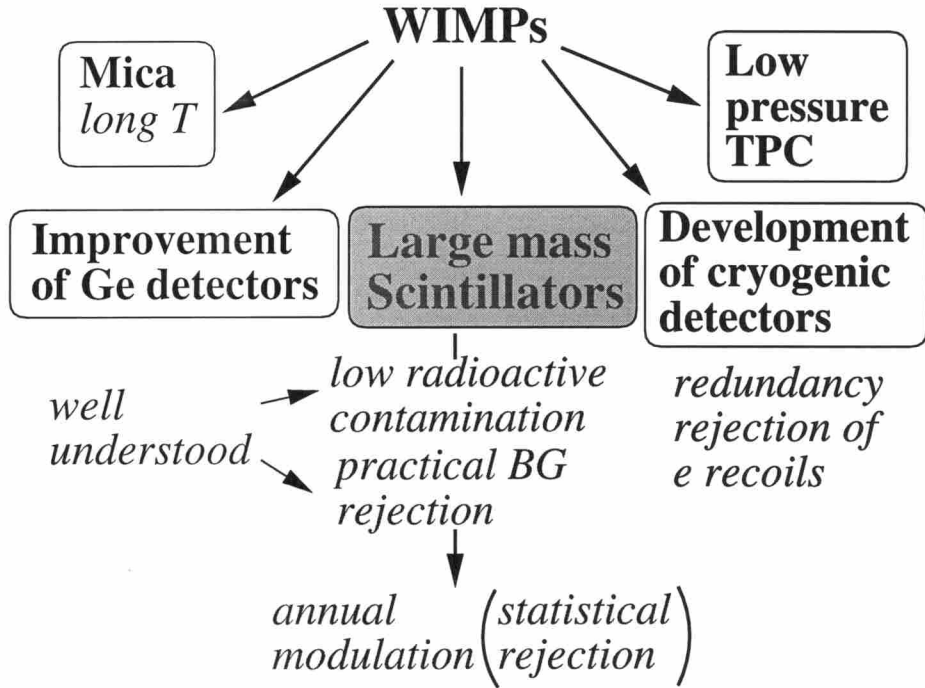 WIMPs
Mica
long T
Low
pressure
TPC
Improvement
of Ge detectors
Large mass
Scintillators
Development
of cryogenic
detectors
well
understood
low radioactive
contamination
practical BG
rejection
redundancy
rejection of
e recoils
annual
modulation
(statistical
rejection)